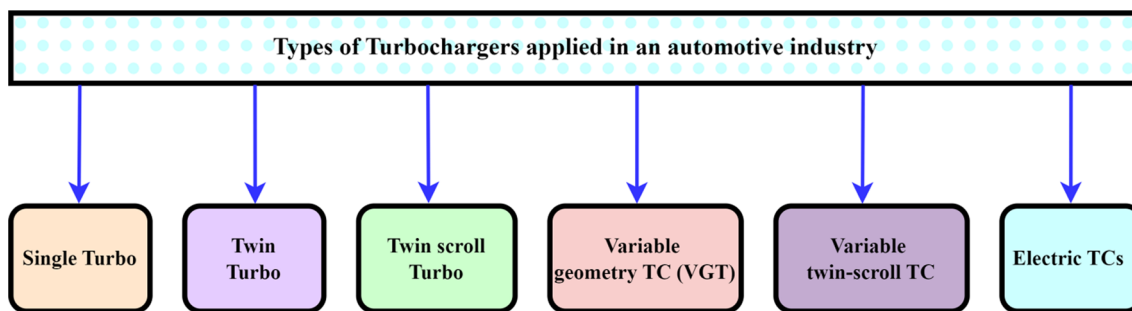 Types of Turbochargers applied in an automotive industry
Single Turbo
Twin
Turbo
Twin scroll
Turbo
Variable
geometry TC (VGT)
Variable
twin-scroll TC
Electric TCs